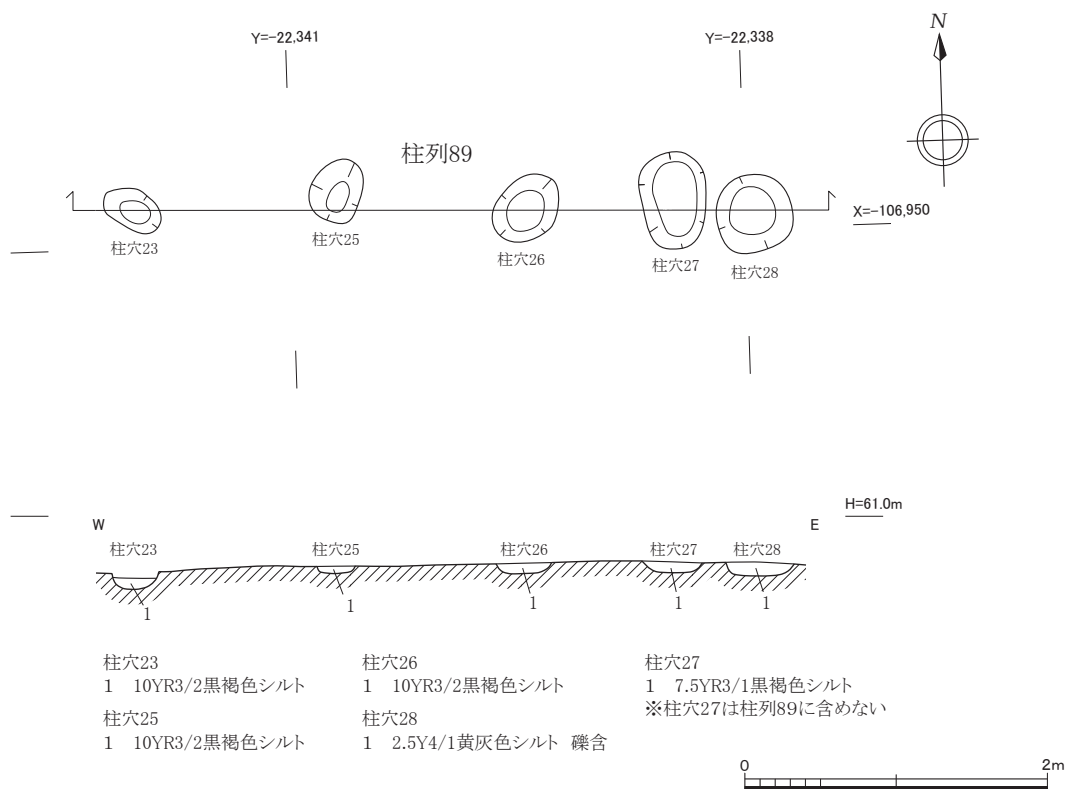 Y=-22,341
Y=-22,338
N
柱列89
X=-106,950
柱穴23
柱穴25
柱穴26
柱穴27
柱穴28
H=61.0m
W
E
柱穴23
柱穴25
柱穴26
柱穴27
柱穴28
1
1
1
1
1
柱穴23
1 10YR3/2黒褐色シルト
柱穴25
1 10YR3/2黒褐色シルト
柱穴26
1 10YR3/2黒褐色シルト
柱穴28
1 2.5Y4/1黄灰色シルト 礫含
柱穴27
1 7.5YR3/1黒褐色シルト
※柱穴27は柱列89に含めない
0
2m